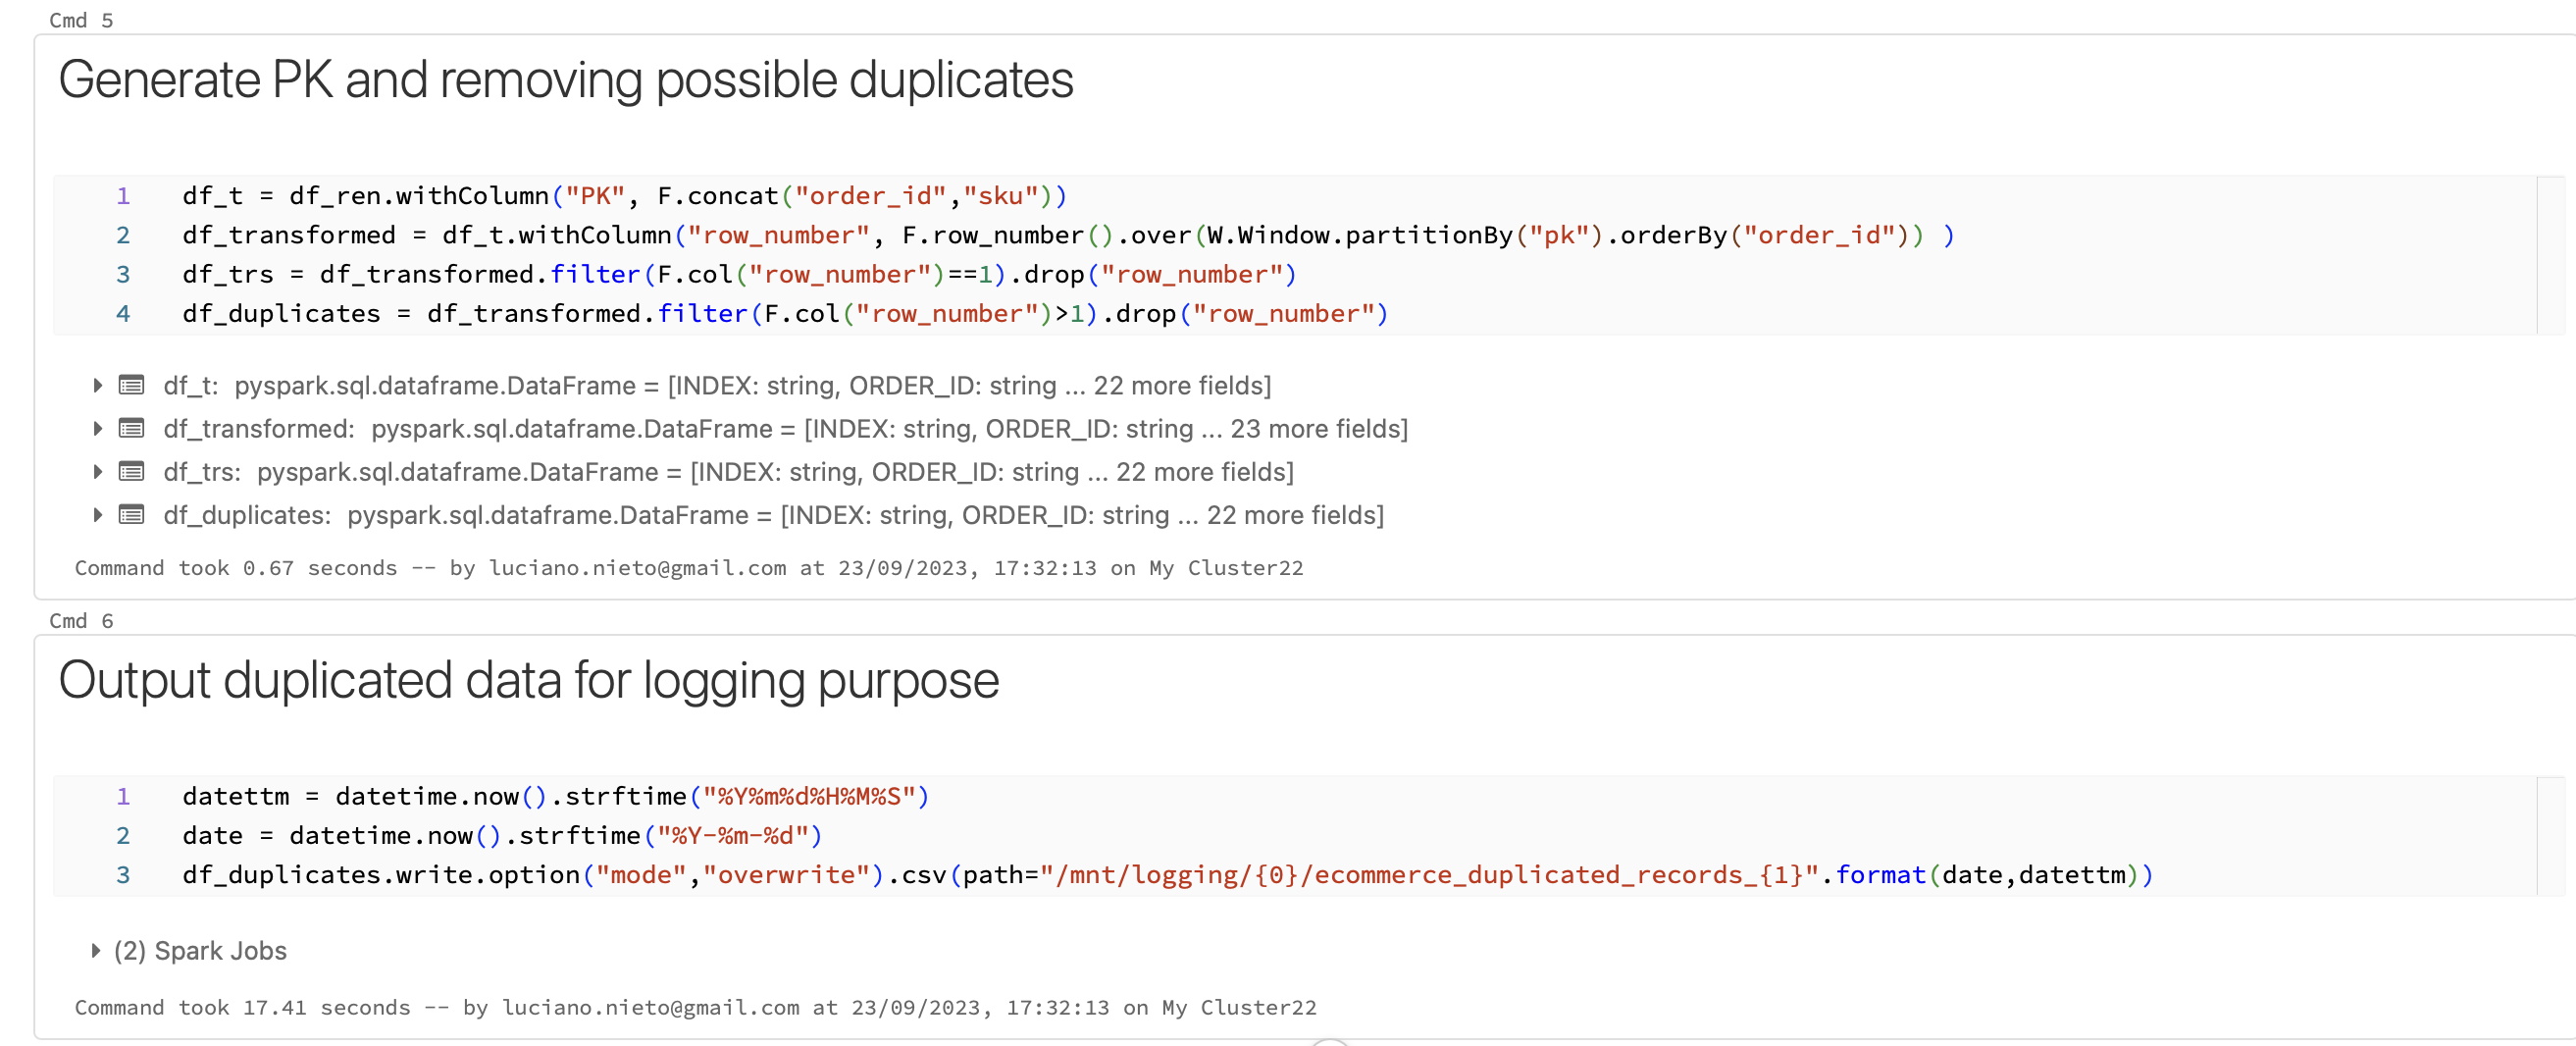 Cmd 5
Generate PK and removing possible duplicates
1 df_t = df_ren.withColumn("PK", F.concat("order_id","sku"))
2 df_transformed = df_t.withColumn("row_number", F.row_number().over(W.Window.partitionBy("pk").orderBy("order_id")) )
3 df_trs = df_transformed.filter(F.col("row_number")==1).drop("row_number")
4 df_duplicates = df_transformed.filter(F.col("row_number")>1).drop("row_number")
df_t: pyspark.sql.dataframe.DataFrame = [INDEX: string, ORDER_ID: string ... 22 more fields]
df_transformed: pyspark.sql.dataframe.DataFrame = [INDEX: string, ORDER_ID: string ... 23 more fields]
df_trs: pyspark.sql.dataframe.DataFrame = [INDEX: string, ORDER_ID: string ... 22 more fields]
df_duplicates: pyspark.sql.dataframe.DataFrame = [INDEX: string, ORDER_ID: string ... 22 more fields]
Command took 0.67 seconds -- by luciano.nieto@gmail.com at 23/09/2023, 17:32:13 on My Cluster22
Cmd 6
Output duplicated data for logging purpose
1 datettm = datetime.now().strftime("%Y%m%d%H%M%S")
2 date = datetime.now().strftime("%Y-%m-%d")
3 df_duplicates.write.option("mode","overwrite").csv(path="/mnt/logging/{0}/ecommerce_duplicated_records_{1}".format(date,datettm))
(2) Spark Jobs
Command took 17.41 seconds -- by luciano.nieto@gmail.com at 23/09/2023, 17:32:13 on My Cluster22